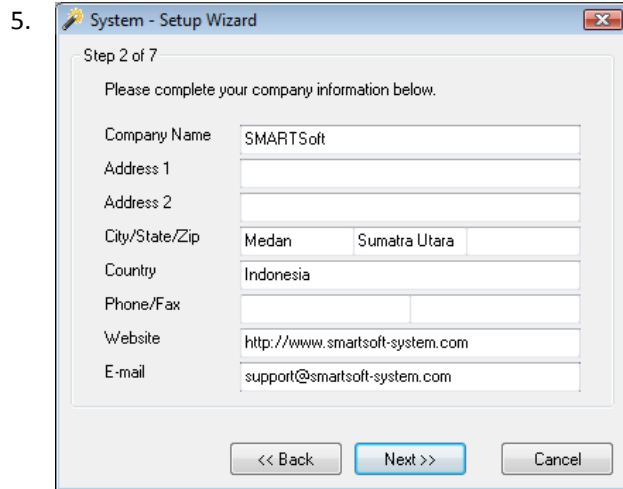 5.
System - Setup Wizard
Step 2 of 7
Please complete your company information below.
Company Name SMARTSoft
Address 1
Address 2
City/State/Zip Medan Sumatra Utara
Country Indonesia
Phone/Fax
Website http://www.smartsoft-system.com
E-mail support@smartsoft-system.com
<< Back Next >> Cancel